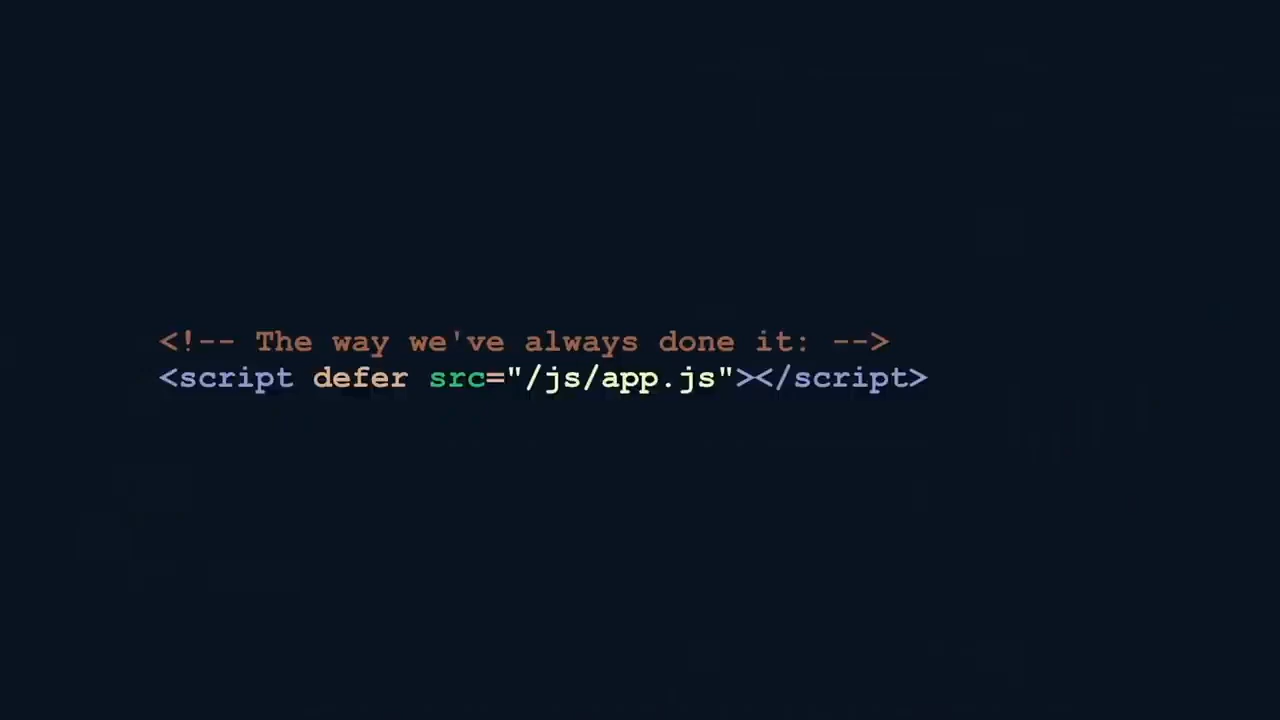 <!-- The way we've always done it: -->
<script defer src="/js/app.js"></script>